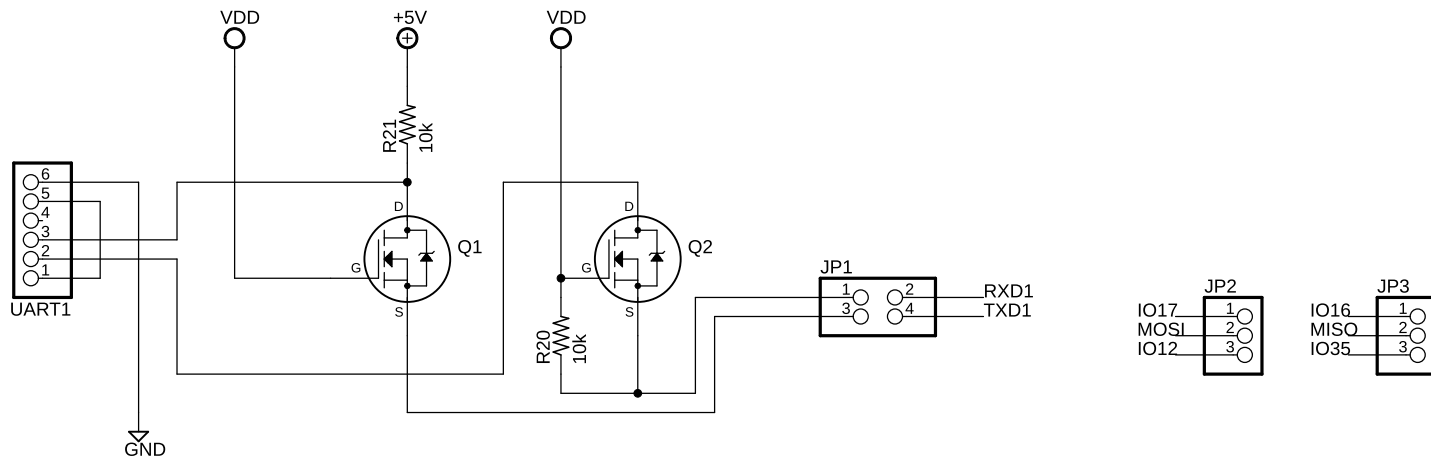 VDD
+5V
VDD
R21
10k
6
5
4
3
2
1
UART1
D
G
S
Q1
D
G
S
Q2
R20
10k
GND
JP1
1
2
RXD1
3
4
TXD1
JP2
IO17
1
MOSI
2
IO12
3
JP3
IO16
1
MISO
2
IO35
3